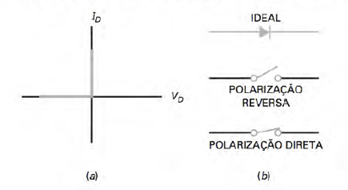 I_D
V_D
(a)
IDEAL
POLARIZAÇÃO
REVERSA
POLARIZAÇÃO DIRETA
(b)